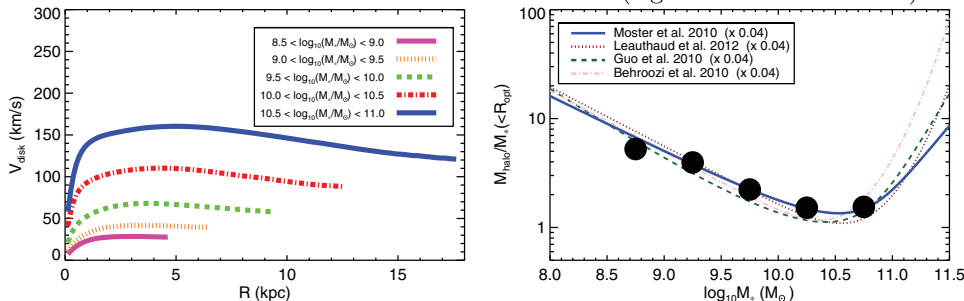 300
250
200
150
100
50
0
V_disk (km/s)
8.5 < log₁₀(M*/M⊙) < 9.0
9.0 < log₁₀(M*/M⊙) < 9.5
9.5 < log₁₀(M*/M⊙) < 10.0
10.0 < log₁₀(M*/M⊙) < 10.5
10.5 < log₁₀(M*/M⊙) < 11.0
0 5 10 15
R (kpc)
100
10
1
M_halo/M*(<R_opt)
Moster et al. 2010 (x 0.04)
Leauthaud et al. 2012 (x 0.04)
Guo et al. 2010 (x 0.04)
Behroozi et al. 2010 (x 0.04)
8.0 8.5 9.0 9.5 10.0 10.5 11.0 11.5
log₁₀M* (M⊙)